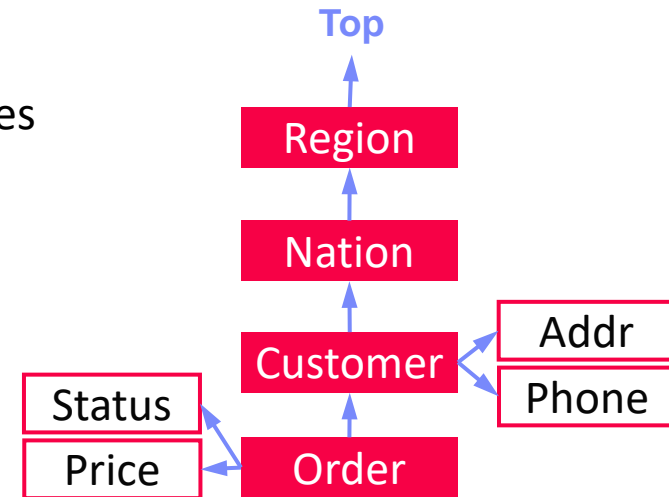 Top
es
Region
Nation
Customer
Addr
Phone
Status
Price
Order